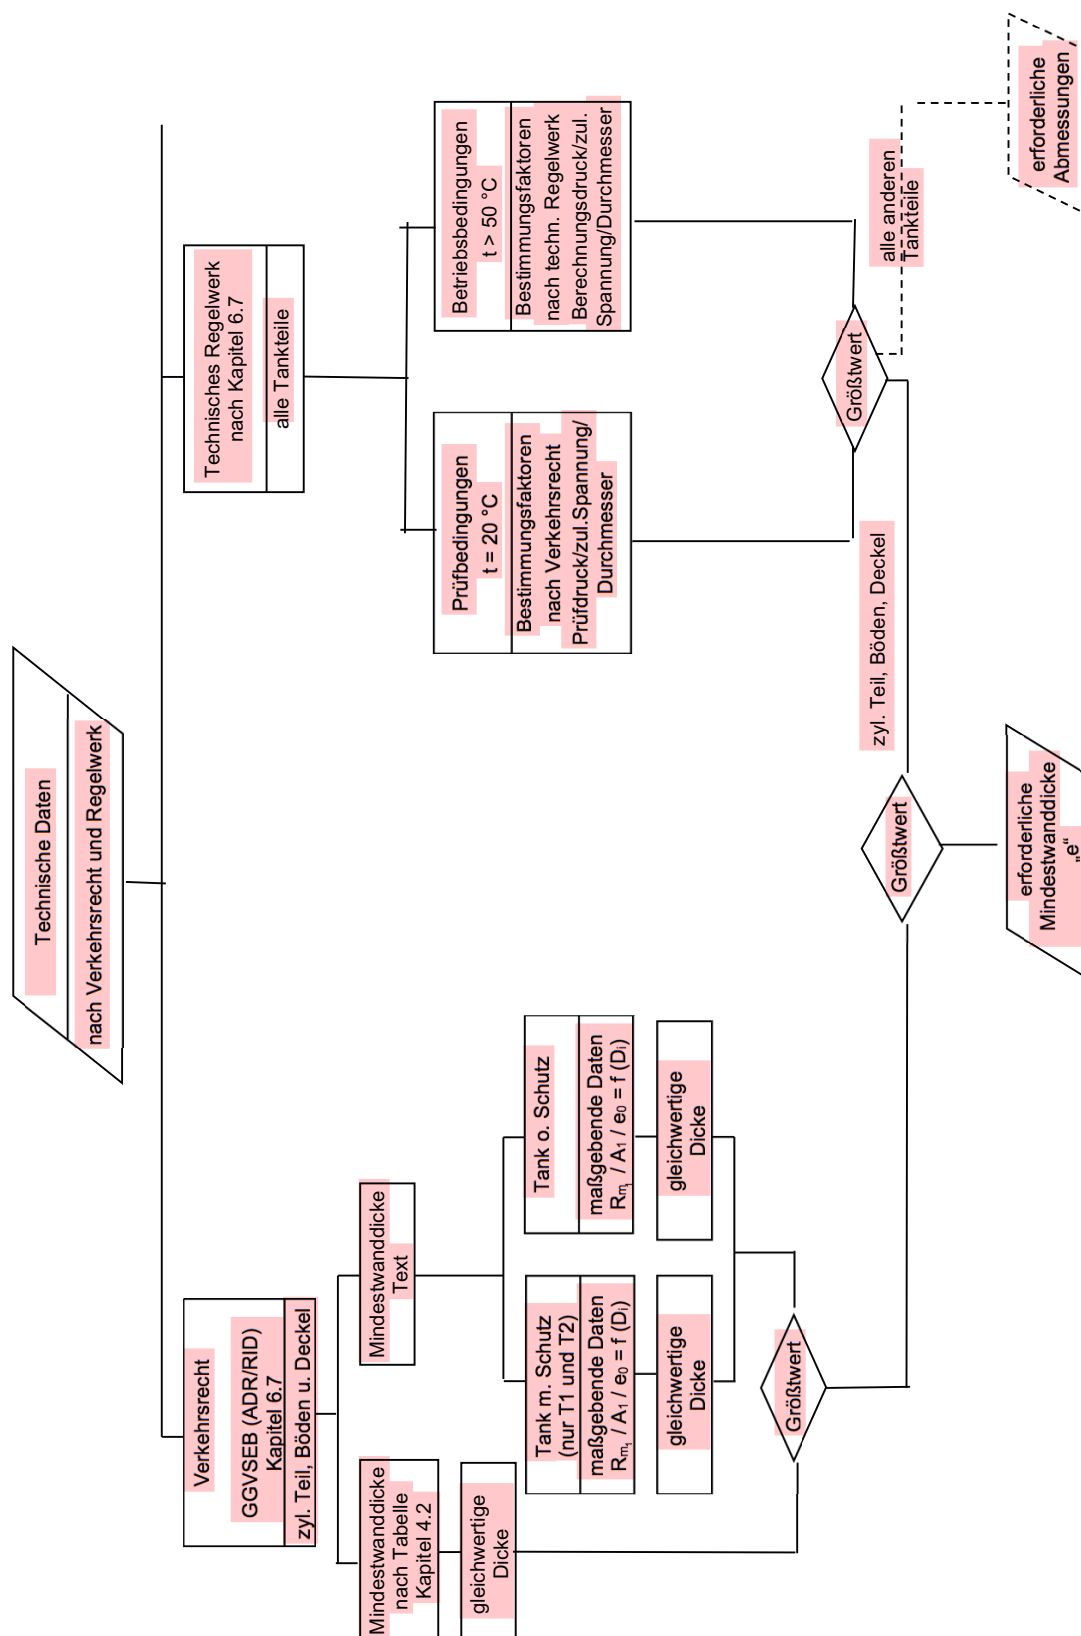 Technische Daten
nach Verkehrsrecht und Regelwerk
Verkehrsrecht
GGVSEB (ADR/RID)
Kapitel 6.7
zyl. Teil, Böden u. Deckel
Technisches Regelwerk
nach Kapitel 6.7
alle Tankteile
Mindestwanddicke
nach Tabelle
Kapitel 4.2
gleichwertige
Dicke
Mindestwanddicke
Text
Tank m. Schutz
(nur T1 und T2)
maßgebende Daten
Rm1 / A1 / e0 = f (Di)
gleichwertige
Dicke
Tank o. Schutz
maßgebende Daten
Rm1 / A1 / e0 = f (Di)
gleichwertige
Dicke
Größtwert
Prüfbedingungen
t = 20 °C
Bestimmungsfaktoren
nach Verkehrsrecht
Prüfdruck/zul.Spannung/
Durchmesser
Betriebsbedingungen
t > 50 °C
Bestimmungsfaktoren
nach techn. Regelwerk
Berechnungsdruck/zul.
Spannung/Durchmesser
Größtwert
zyl. Teil, Böden, Deckel
alle anderen
Tankteile
Größtwert
erforderliche
Mindestwanddicke
„e“
erforderliche
Abmessungen